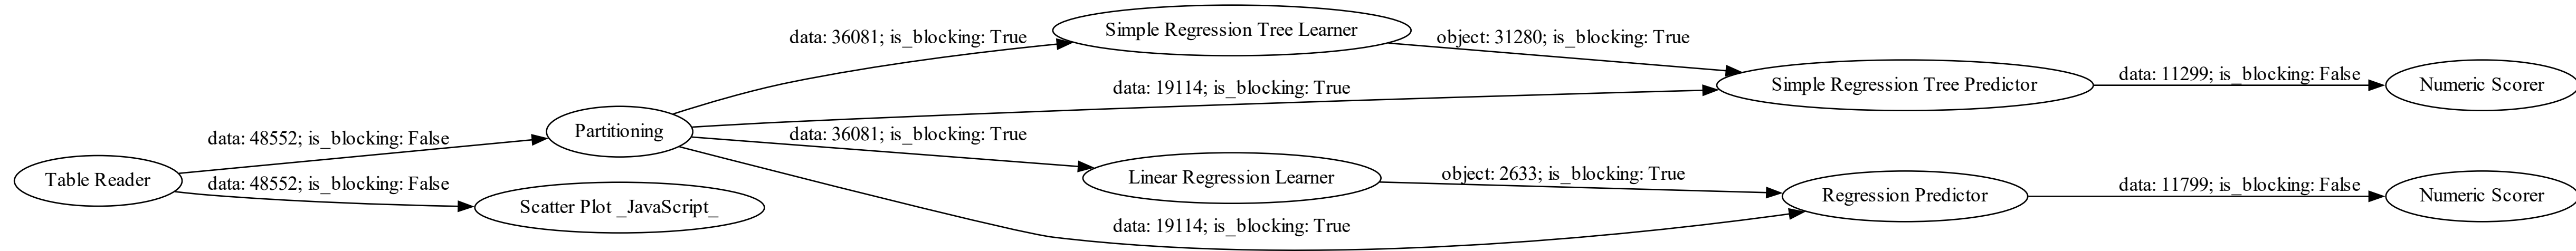 Table Reader
data: 48552; is_blocking: False
data: 48552; is_blocking: False
Partitioning
Scatter Plot _JavaScript_
data: 36081; is_blocking: True
data: 19114; is_blocking: True
data: 36081; is_blocking: True
data: 19114; is_blocking: True
Simple Regression Tree Learner
Linear Regression Learner
object: 31280; is_blocking: True
object: 2633; is_blocking: True
Simple Regression Tree Predictor
Regression Predictor
data: 11299; is_blocking: False
data: 11799; is_blocking: False
Numeric Scorer
Numeric Scorer